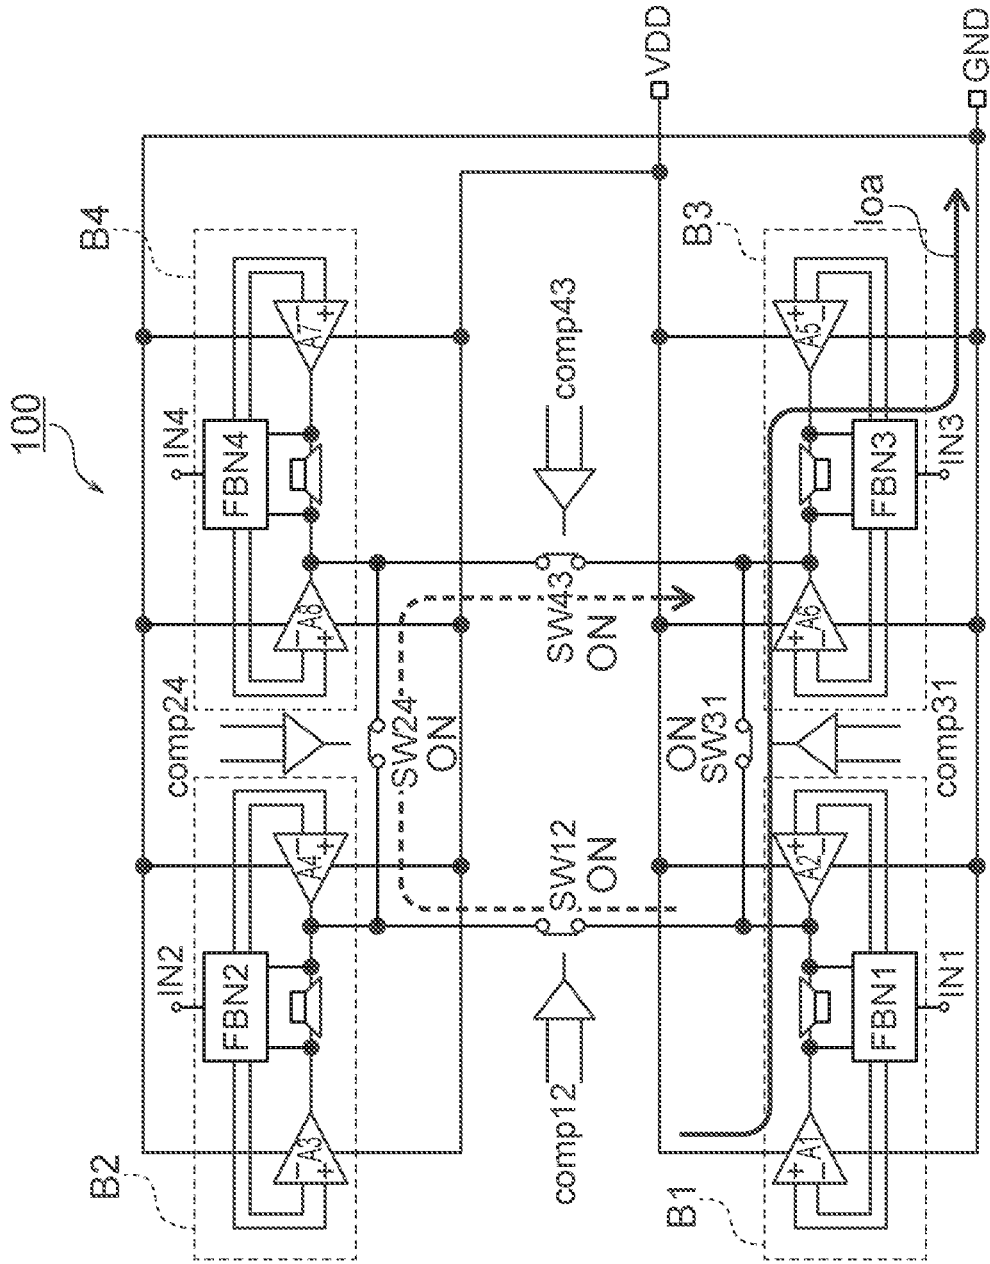 100
B2
B4
IN2
IN4
FBN2
FBN4
A3
A4
A8
A7
comp24
SW24
ON
comp12
SW12
ON
SW43
ON
comp43
ON
SW31
comp31
VDD
GND
B1
B3
Ioa
A1
A2
A6
A5
FBN1
FBN3
IN1
IN3
- + - + - + - +
+ - + - + - + -